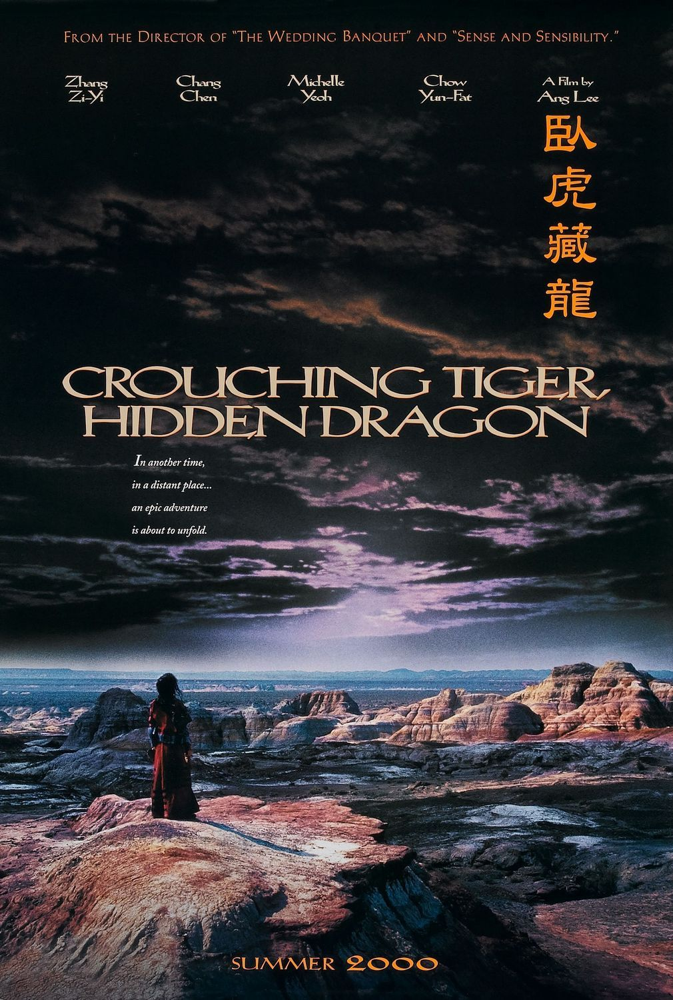 From the Director of "The Wedding Banquet" and "Sense and Sensibility."
Zhang
Zi-Yi
Chang
Chen
Michelle
Yeoh
Chow
Yun-Fat
A Film by
Ang Lee
臥
虎
藏
龍
CROUCHING TIGER,
HIDDEN DRAGON
In another time,
in a distant place...
an epic adventure
is about to unfold.
SUMMER 2000